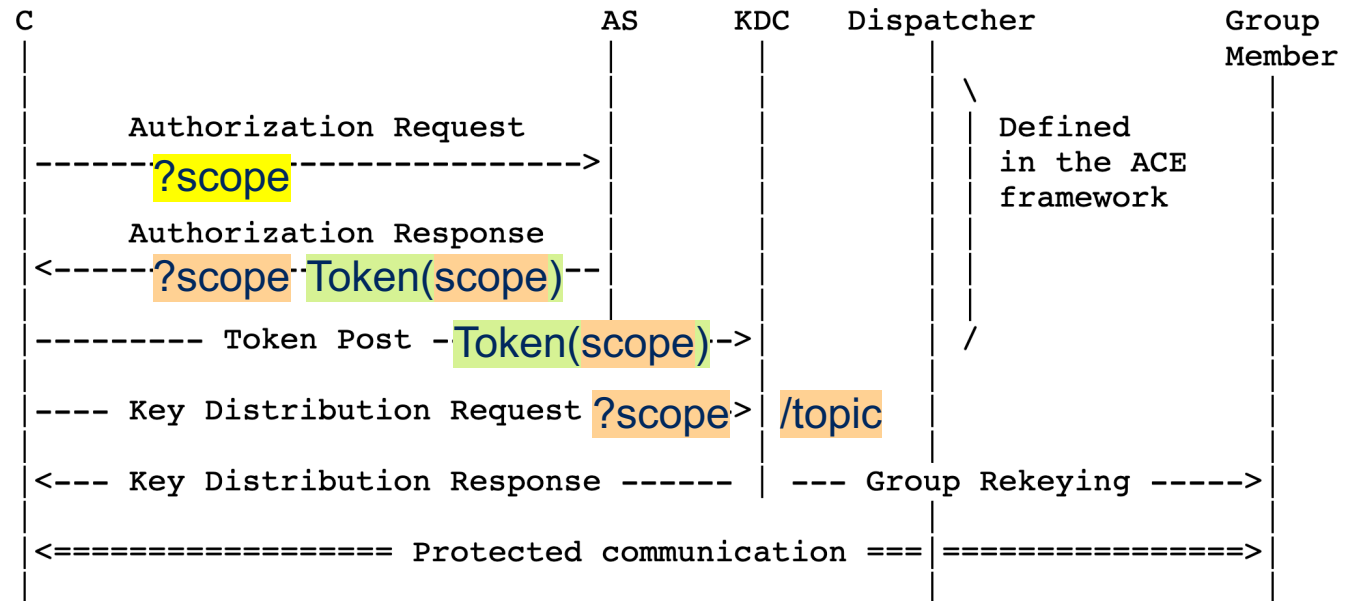 C AS KDC Dispatcher Group
Member
\
Authorization Request | Defined
------?scope------------------> in the ACE
framework
Authorization Response
<------?scope Token(scope)--
--------- Token Post -Token(scope)-> /
---- Key Distribution Request ?scope> /topic
<--- Key Distribution Response ------ | --- Group Rekeying ----->
<================== Protected communication ===|================>